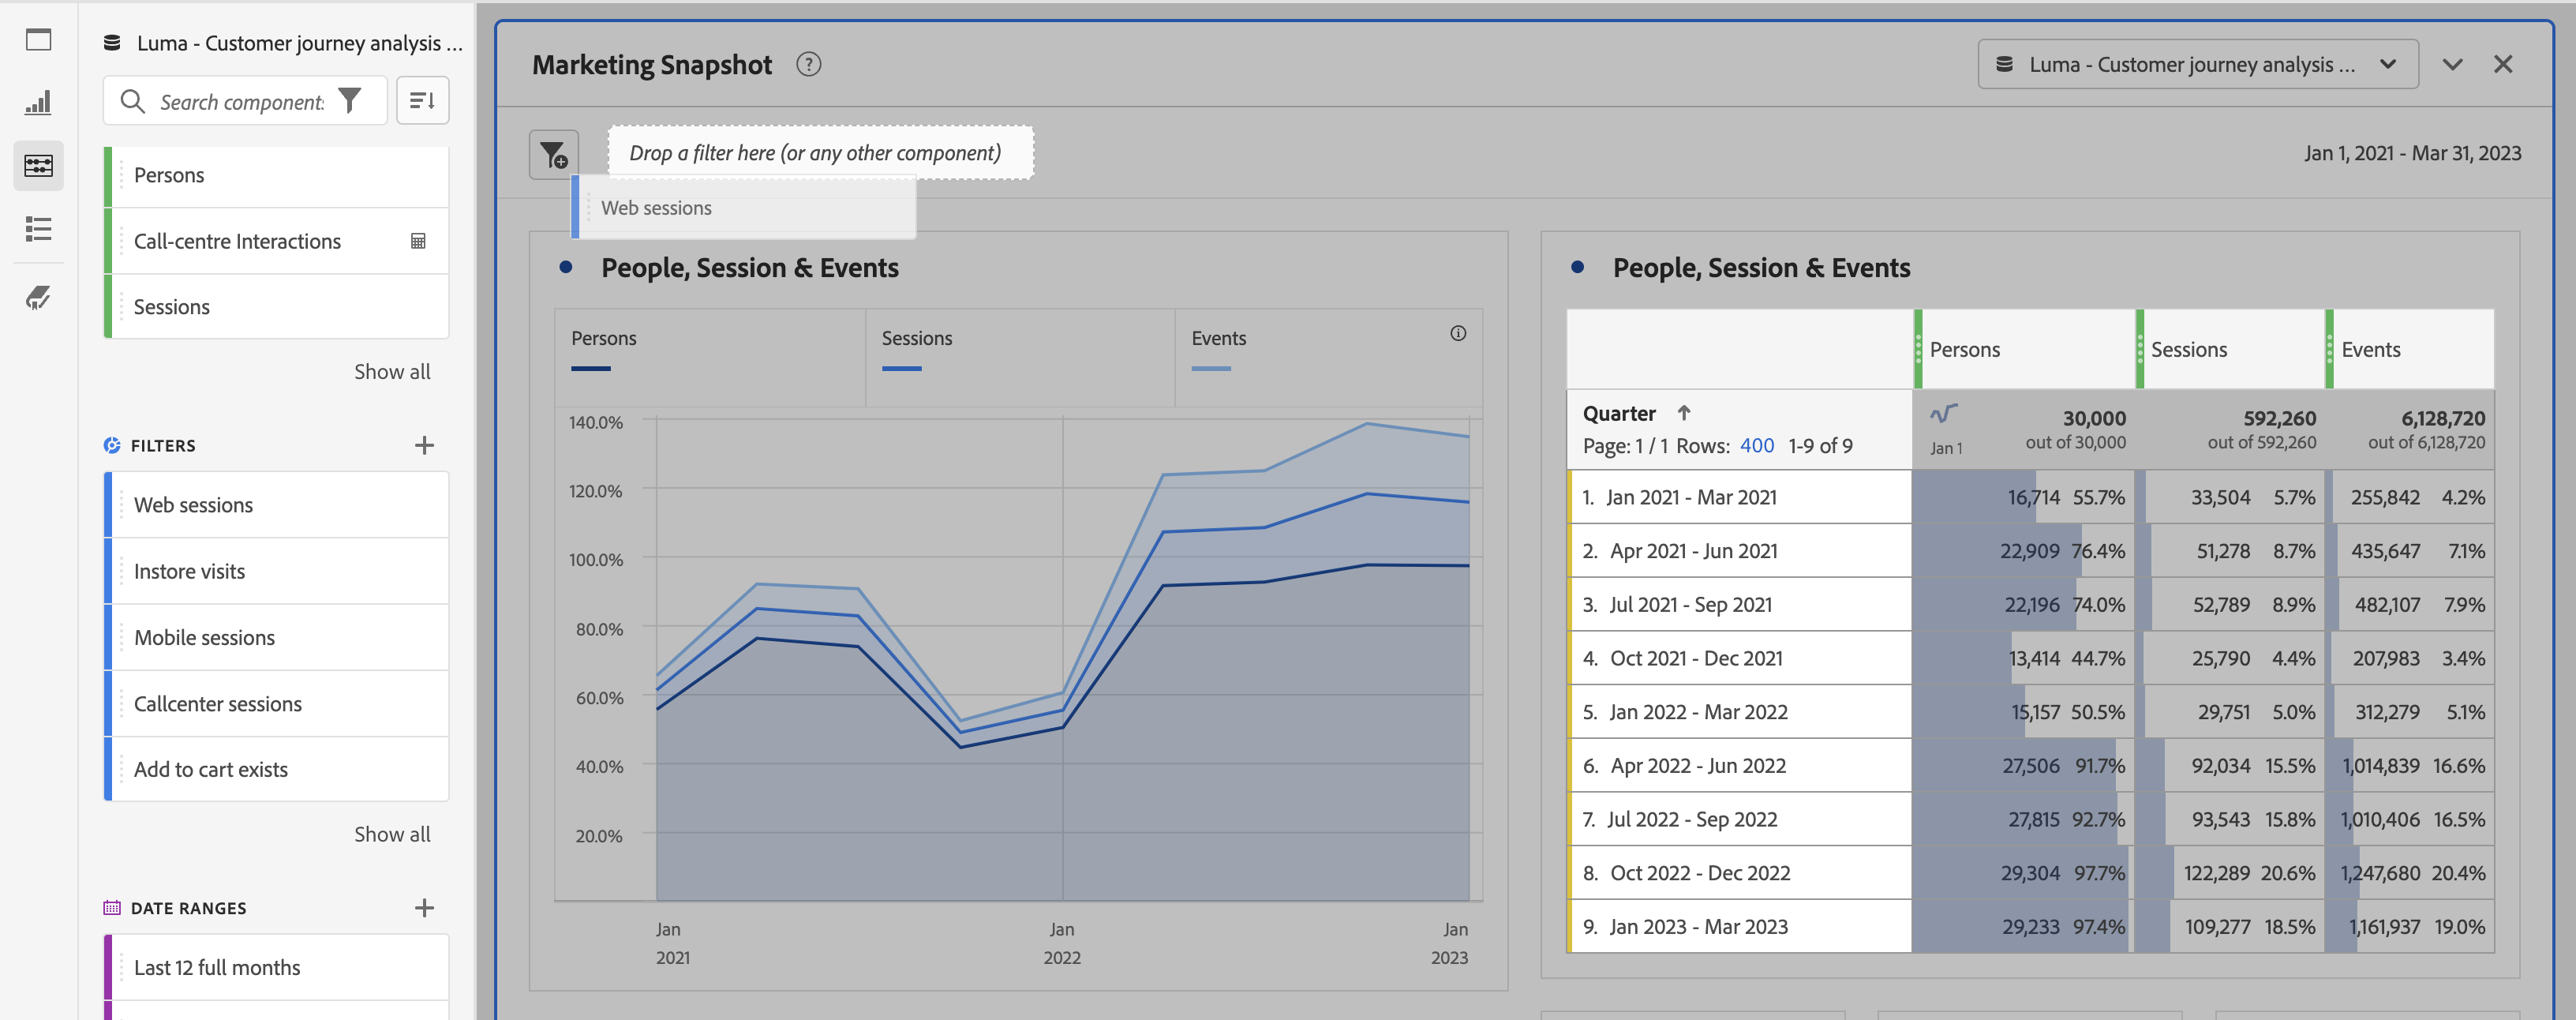 Luma - Customer journey analysis ...
Search component
Persons
Call-centre Interactions
Sessions
Show all
FILTERS
Web sessions
Instore visits
Mobile sessions
Callcenter sessions
Add to cart exists
Show all
DATE RANGES
Last 12 full months
Marketing Snapshot
Luma - Customer journey analysis ...
Drop a filter here (or any other component)
Jan 1, 2021 - Mar 31, 2023
Web sessions
People, Session & Events
Persons Sessions Events
140.0%
120.0%
100.0%
80.0%
60.0%
40.0%
20.0%
Jan Jan Jan
2021 2022 2023
People, Session & Events
Persons Sessions Events
Quarter 30,000 592,260 6,128,720
Page: 1 / 1 Rows: 400 1-9 of 9 Jan 1 out of 30,000 out of 592,260 out of 6,128,720
1. Jan 2021 - Mar 2021 16,714 55.7% 33,504 5.7% 255,842 4.2%
2. Apr 2021 - Jun 2021 22,909 76.4% 51,278 8.7% 435,647 7.1%
3. Jul 2021 - Sep 2021 22,196 74.0% 52,789 8.9% 482,107 7.9%
4. Oct 2021 - Dec 2021 13,414 44.7% 25,790 4.4% 207,983 3.4%
5. Jan 2022 - Mar 2022 15,157 50.5% 29,751 5.0% 312,279 5.1%
6. Apr 2022 - Jun 2022 27,506 91.7% 92,034 15.5% 1,014,839 16.6%
7. Jul 2022 - Sep 2022 27,815 92.7% 93,543 15.8% 1,010,406 16.5%
8. Oct 2022 - Dec 2022 29,304 97.7% 122,289 20.6% 1,247,680 20.4%
9. Jan 2023 - Mar 2023 29,233 97.4% 109,277 18.5% 1,161,937 19.0%